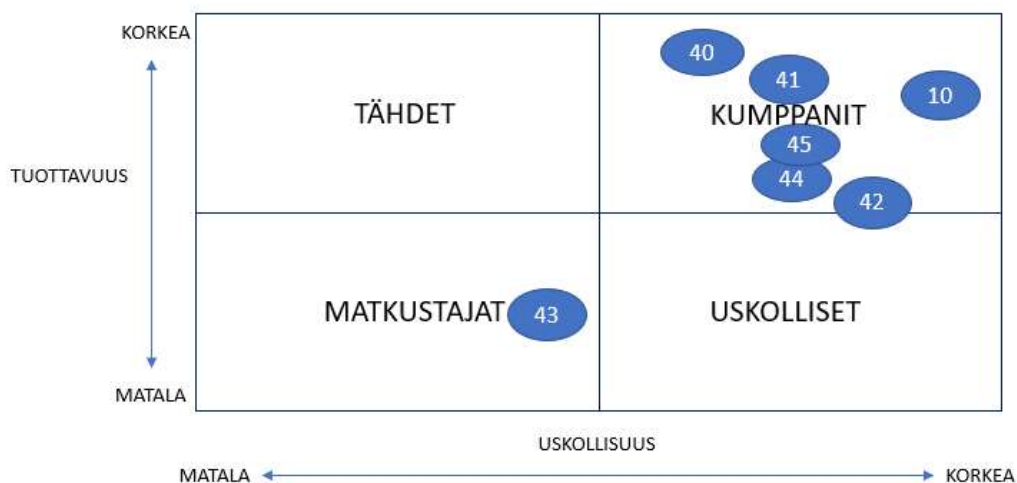 KORKEA
40
41
10
TÄHDET
KUMPPANIT
45
TUOTTAVUUS
44
42
MATKUSTAJAT
43
USKOLLISET
MATALA
USKOLLISUUS
MATALA
KORKEA